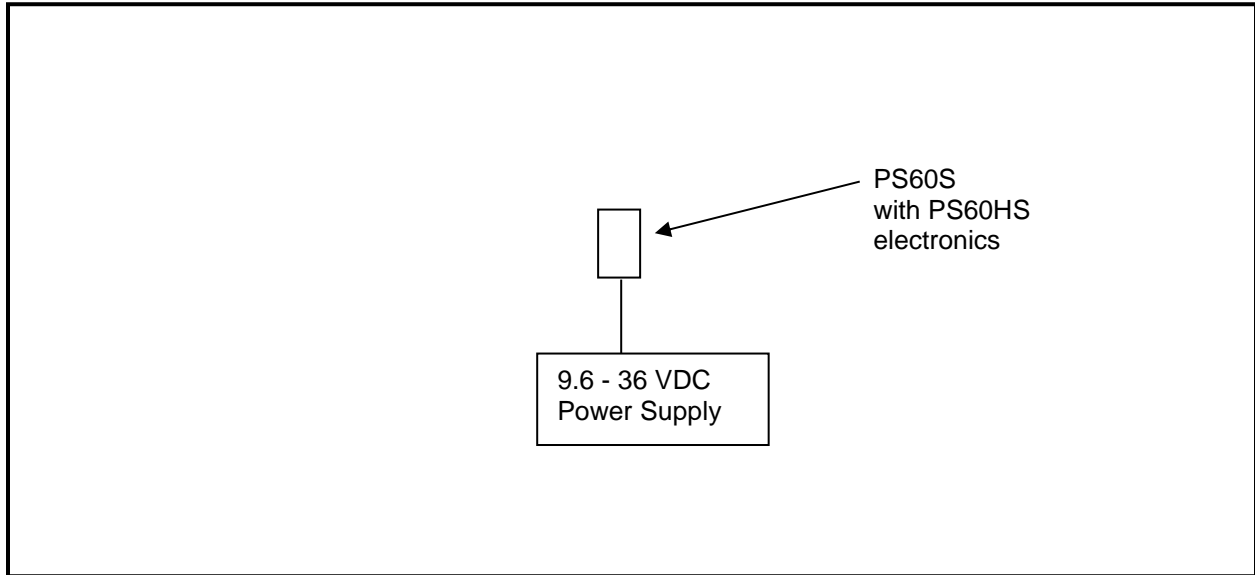 PS60S
with PS60HS
electronics
9.6 - 36 VDC
Power Supply